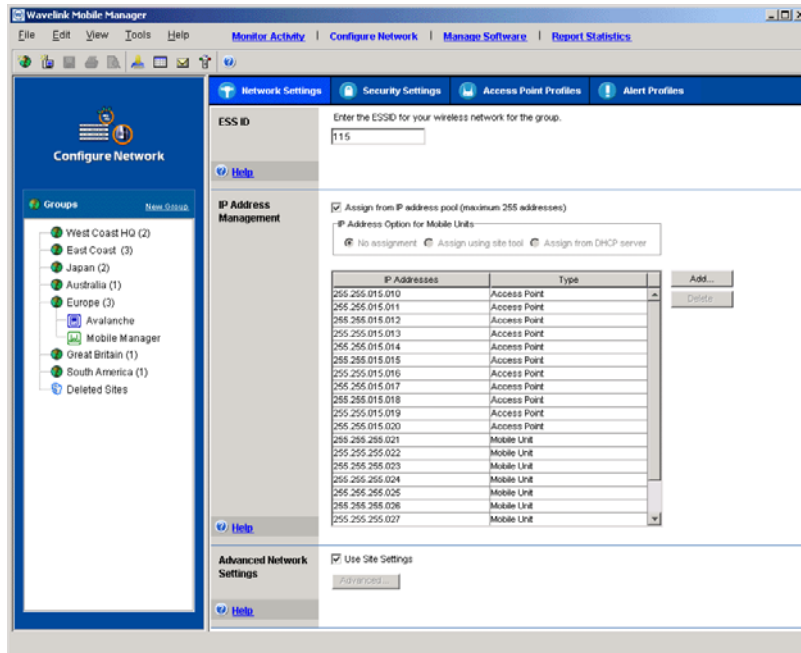 Wavelink Mobile Manager
File Edit View Tools Help Monitor Activity | Configure Network | Manage Software | Report Statistics
Network Settings Security Settings Access Point Profiles Alert Profiles
Configure Network
Groups New Group
West Coast HQ (2)
East Coast (3)
Japan (2)
Australia (1)
Europe (3)
Avalanche
Mobile Manager
Great Britain (1)
South America (1)
Deleted Sites
ESS ID
Enter the ESSID for your wireless network for the group.
115
Help
IP Address
Management
Assign from IP address pool (maximum 255 addresses)
IP Address Option for Mobile Units
No assignment Assign using site tool Assign from DHCP server
IP Addresses Type
255.255.015.010 Access Point
255.255.015.011 Access Point
255.255.015.012 Access Point
255.255.015.013 Access Point
255.255.015.014 Access Point
255.255.015.015 Access Point
255.255.015.016 Access Point
255.255.015.017 Access Point
255.255.015.018 Access Point
255.255.015.019 Access Point
255.255.015.020 Access Point
255.255.255.021 Mobile Unit
255.255.255.022 Mobile Unit
255.255.255.023 Mobile Unit
255.255.255.024 Mobile Unit
255.255.255.025 Mobile Unit
255.255.255.026 Mobile Unit
255.255.255.027 Mobile Unit
Add...
Delete
Help
Advanced Network
Settings
Use Site Settings
Advanced...
Help